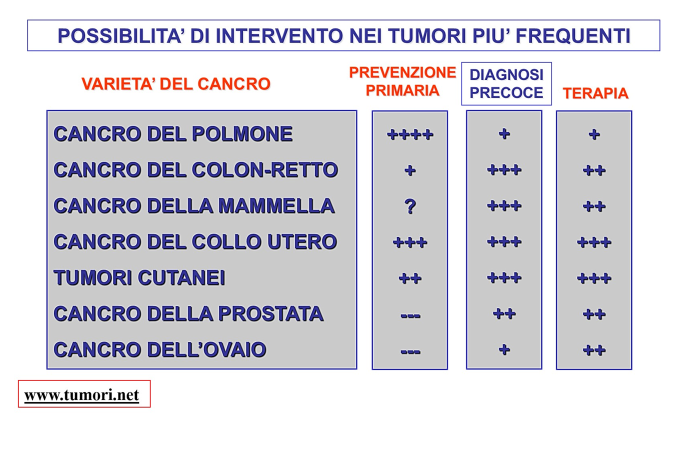 POSSIBILITA' DI INTERVENTO NEI TUMORI PIU' FREQUENTI
VARIETA' DEL CANCRO
PREVENZIONE
PRIMARIA
DIAGNOSI
PRECOCE
TERAPIA
CANCRO DEL POLMONE ++++ + +
CANCRO DEL COLON-RETTO + +++ ++
CANCRO DELLA MAMMELLA ? +++ ++
CANCRO DEL COLLO UTERO +++ +++ +++
TUMORI CUTANEI ++ +++ +++
CANCRO DELLA PROSTATA --- ++ ++
CANCRO DELL'OVAIO --- + ++
www.tumori.net